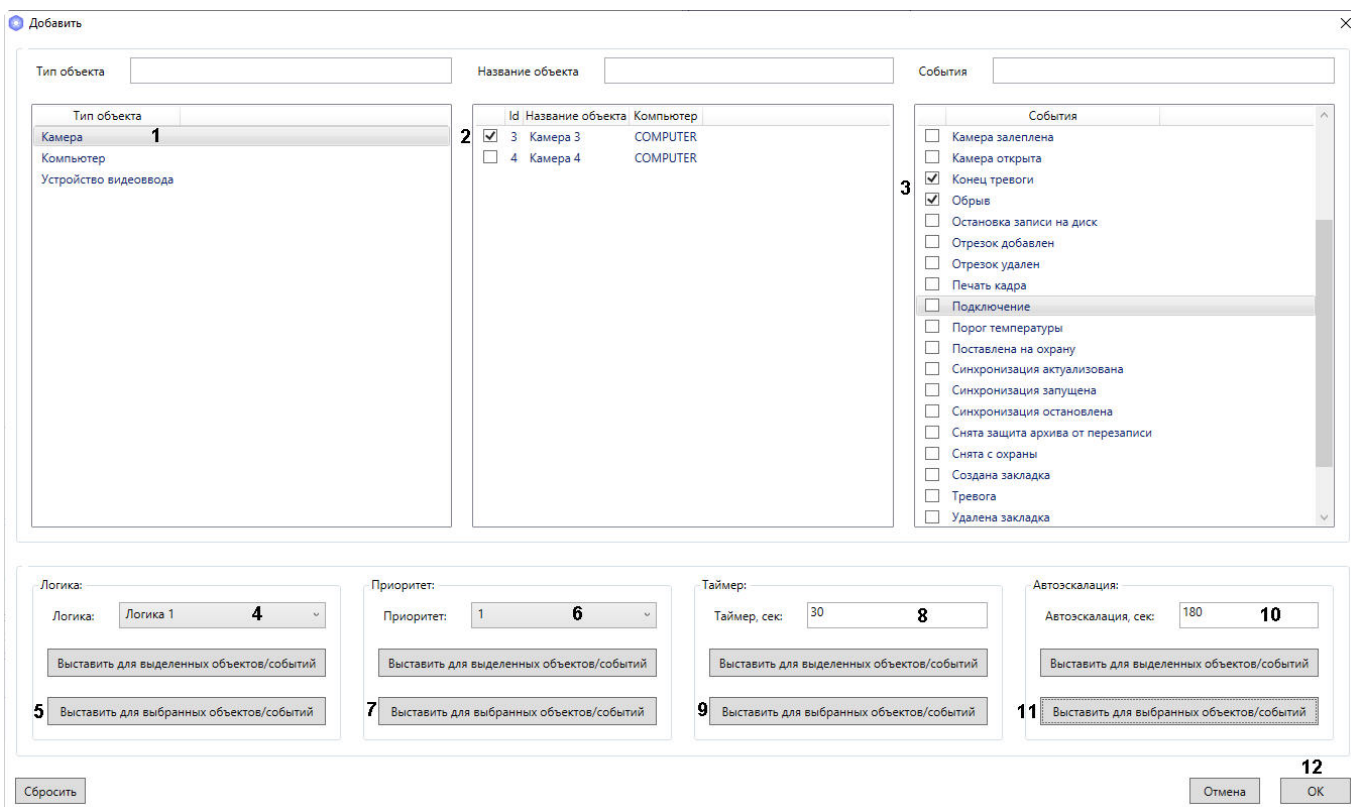 Добавить
Тип объекта
Название объекта
События
Тип объекта
Камера 1
Компьютер
Устройство видеоввода
Id Название объекта Компьютер
2 3 Камера 3 COMPUTER
4 Камера 4 COMPUTER
События
Камера залеплена
Камера открыта
3 Конец тревоги
Обрыв
Остановка записи на диск
Отрезок добавлен
Отрезок удален
Печать кадра
Подключение
Порог температуры
Поставлена на охрану
Синхронизация актуализована
Синхронизация запущена
Синхронизация остановлена
Снята защита архива от перезаписи
Снята с охраны
Создана закладка
Тревога
Удалена закладка
Логика:
Логика: Логика 1 4
Выставить для выделенных объектов/событий
5 Выставить для выбранных объектов/событий
Приоритет:
Приоритет: 1 6
Выставить для выделенных объектов/событий
7 Выставить для выбранных объектов/событий
Таймер:
Таймер, сек: 30 8
Выставить для выделенных объектов/событий
9 Выставить для выбранных объектов/событий
Автоэскалация:
Автоэскалация, сек: 180 10
Выставить для выделенных объектов/событий
11 Выставить для выбранных объектов/событий
12
Сбросить
Отмена
ОК